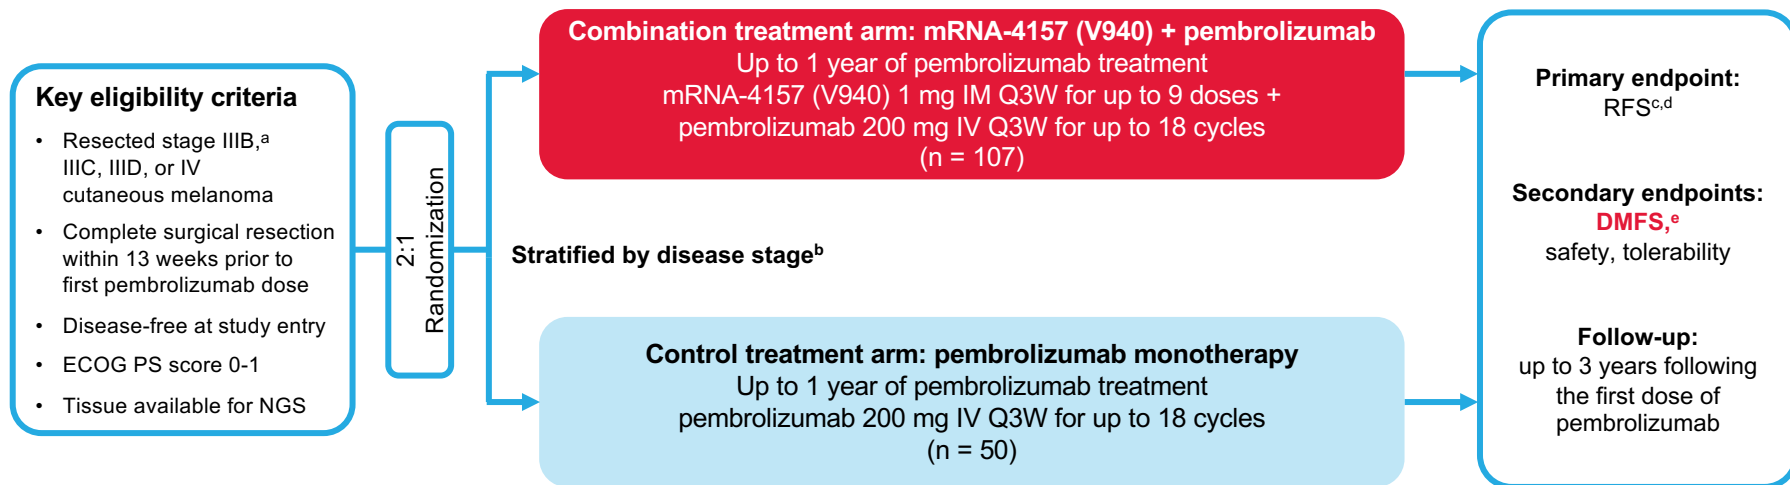 Key eligibility criteria
• Resected stage IIIB,ᵃ
IIIC, IIID, or IV
cutaneous melanoma
• Complete surgical resection
within 13 weeks prior to
first pembrolizumab dose
• Disease-free at study entry
• ECOG PS score 0-1
• Tissue available for NGS
2:1
Randomization
Combination treatment arm: mRNA-4157 (V940) + pembrolizumab
Up to 1 year of pembrolizumab treatment
mRNA-4157 (V940) 1 mg IM Q3W for up to 9 doses +
pembrolizumab 200 mg IV Q3W for up to 18 cycles
(n = 107)
Stratified by disease stageᵇ
Control treatment arm: pembrolizumab monotherapy
Up to 1 year of pembrolizumab treatment
pembrolizumab 200 mg IV Q3W for up to 18 cycles
(n = 50)
Primary endpoint:
RFSᶜ,ᵈ
Secondary endpoints:
DMFS,ᵉ
safety, tolerability
Follow-up:
up to 3 years following
the first dose of
pembrolizumab